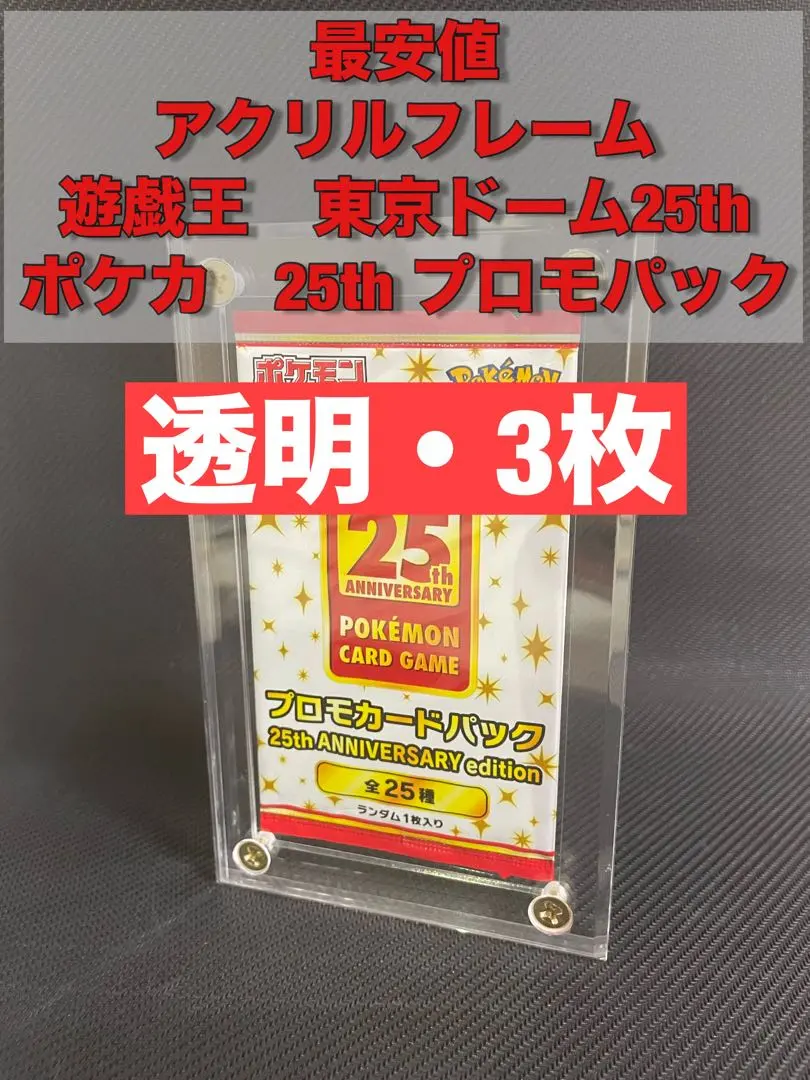 最安値
アクリルフレーム
遊戯王　東京ドーム25th
ポケカ　25th プロモパック
ポケモン
Pokémon
透明・3枚
25th
ANNIVERSARY
POKÉMON
CARD GAME
プロモカードパック
25th ANNIVERSARY edition
全25種
ランダム1枚入り